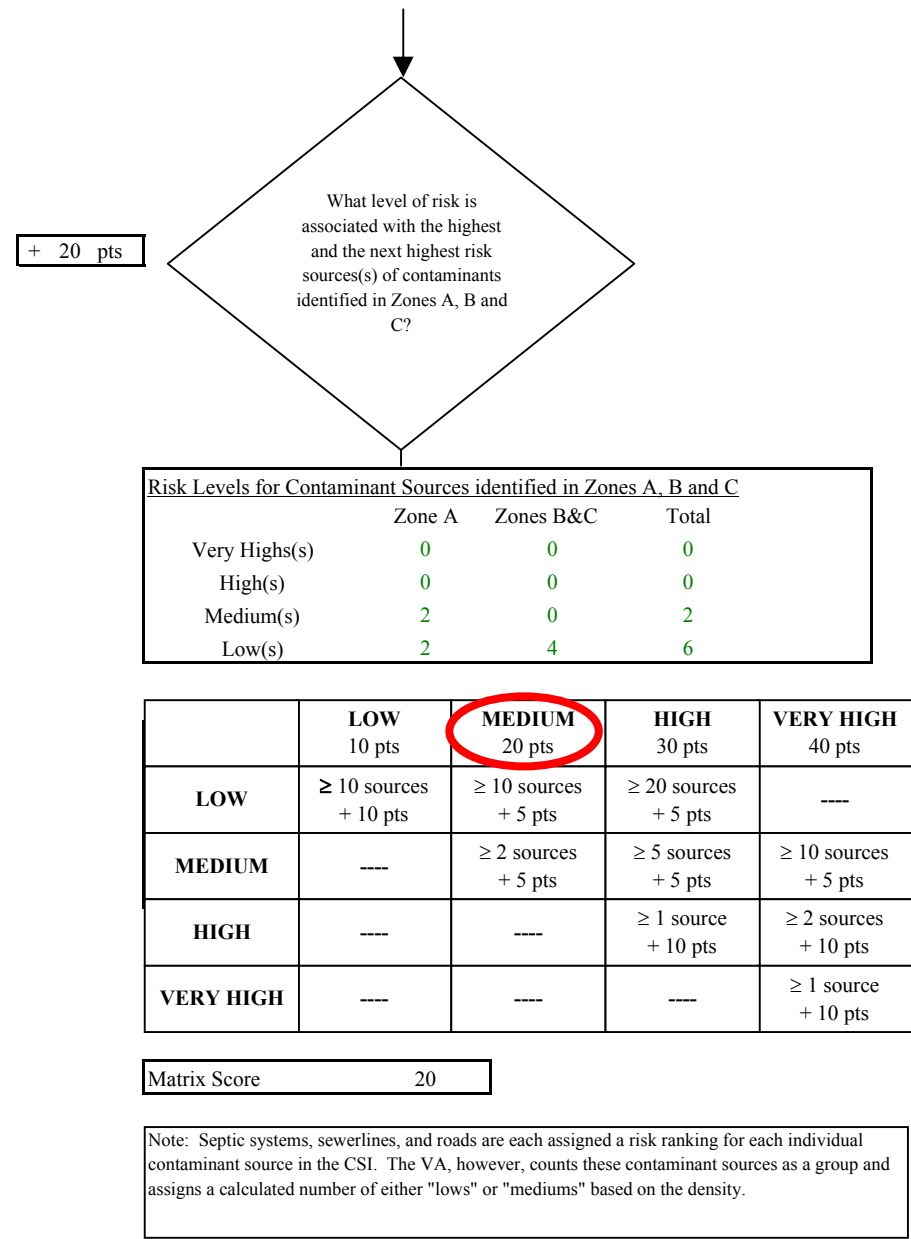 What level of risk is
associated with the highest
and the next highest risk
sources(s) of contaminants
identified in Zones A, B and
C?
+ 20 pts
Risk Levels for Contaminant Sources identified in Zones A, B and C
Zone A Zones B&C Total
Very Highs(s) 0 0 0
High(s) 0 0 0
Medium(s) 2 0 2
Low(s) 2 4 6
LOW MEDIUM HIGH VERY HIGH
10 pts 20 pts 30 pts 40 pts
LOW ≥ 10 sources ≥ 10 sources ≥ 20 sources ----
+ 10 pts + 5 pts + 5 pts
MEDIUM ---- ≥ 2 sources ≥ 5 sources ≥ 10 sources
+ 5 pts + 5 pts + 5 pts
HIGH ---- ---- ≥ 1 source ≥ 2 sources
+ 10 pts + 10 pts
VERY HIGH ---- ---- ---- ≥ 1 source
+ 10 pts
Matrix Score 20
Note: Septic systems, sewerlines, and roads are each assigned a risk ranking for each individual
contaminant source in the CSI. The VA, however, counts these contaminant sources as a group and
assigns a calculated number of either "lows" or "mediums" based on the density.